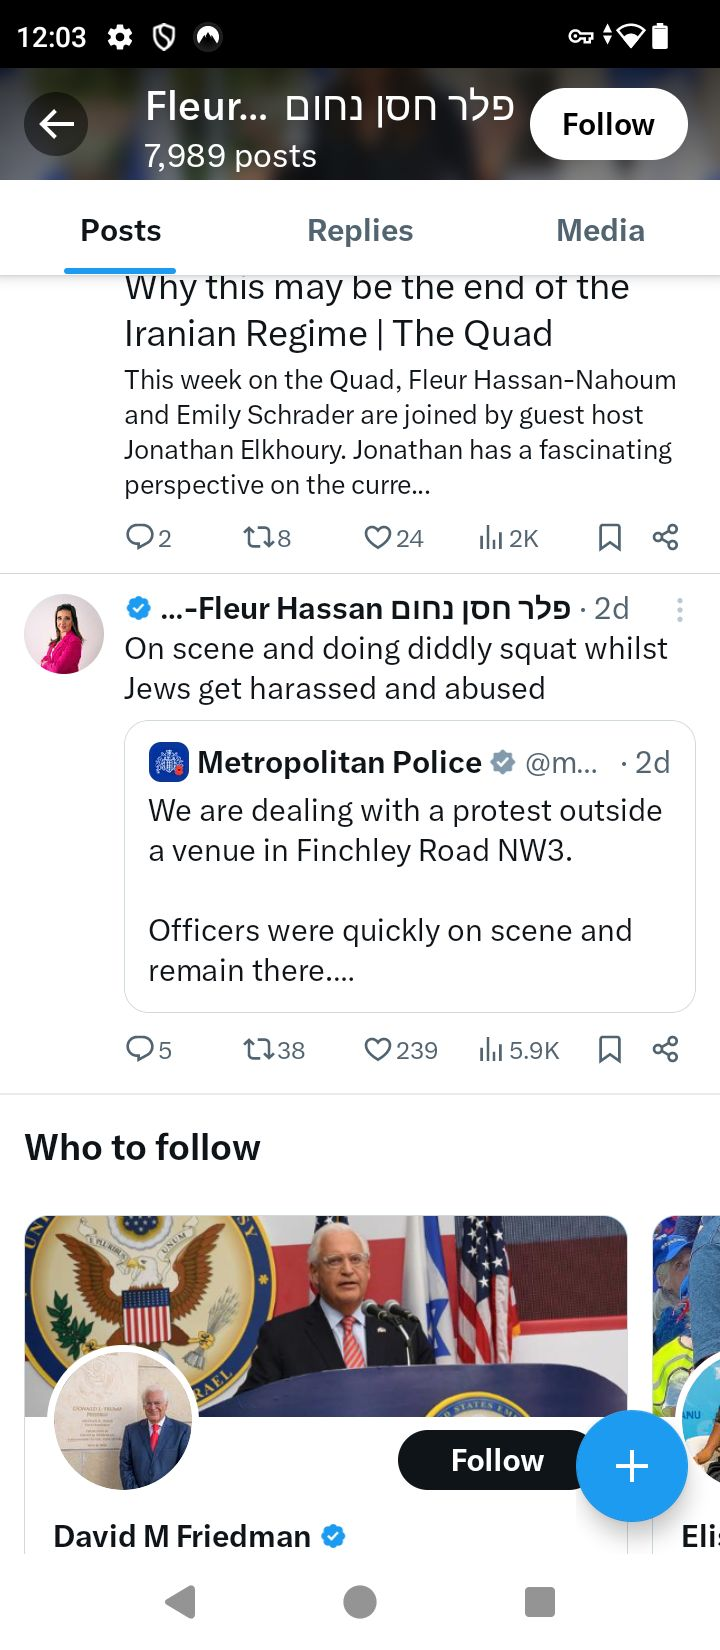 12:03
Fleur... פלר חסן נחום
7,989 posts
Follow
Posts Replies Media
Why this may be the end of the
Iranian Regime | The Quad
This week on the Quad, Fleur Hassan-Nahoum
and Emily Schrader are joined by guest host
Jonathan Elkhoury. Jonathan has a fascinating
perspective on the curre...
2 8 24 2K
...-Fleur Hassan פלר חסן נחום · 2d
On scene and doing diddly squat whilst
Jews get harassed and abused
Metropolitan Police @m... · 2d
We are dealing with a protest outside
a venue in Finchley Road NW3.
Officers were quickly on scene and
remain there....
5 38 239 5.9K
Who to follow
Follow
David M Friedman
Eli